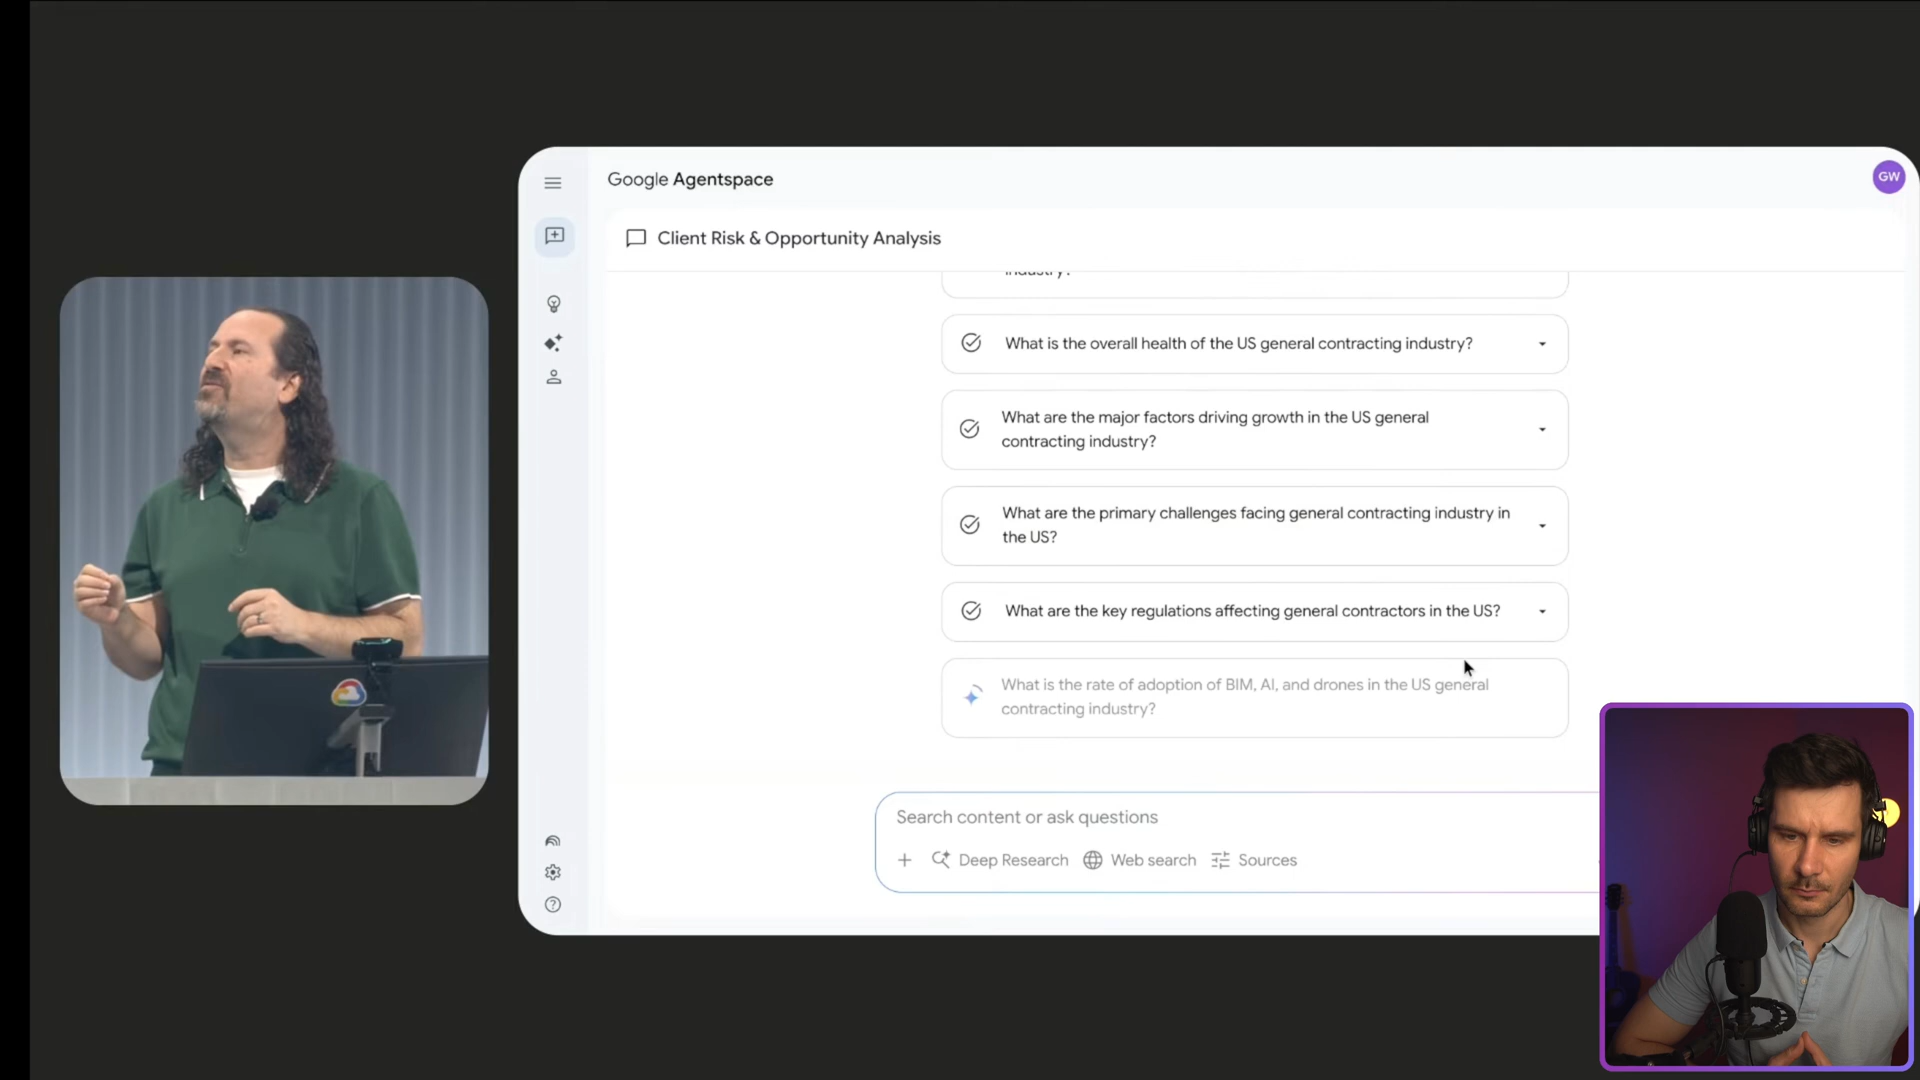 Google Agentspace
GW
Client Risk & Opportunity Analysis
industry?
What is the overall health of the US general contracting industry?
What are the major factors driving growth in the US general
contracting industry?
What are the primary challenges facing general contracting industry in
the US?
What are the key regulations affecting general contractors in the US?
What is the rate of adoption of BIM, AI, and drones in the US general
contracting industry?
Search content or ask questions
Deep Research
Web search
Sources